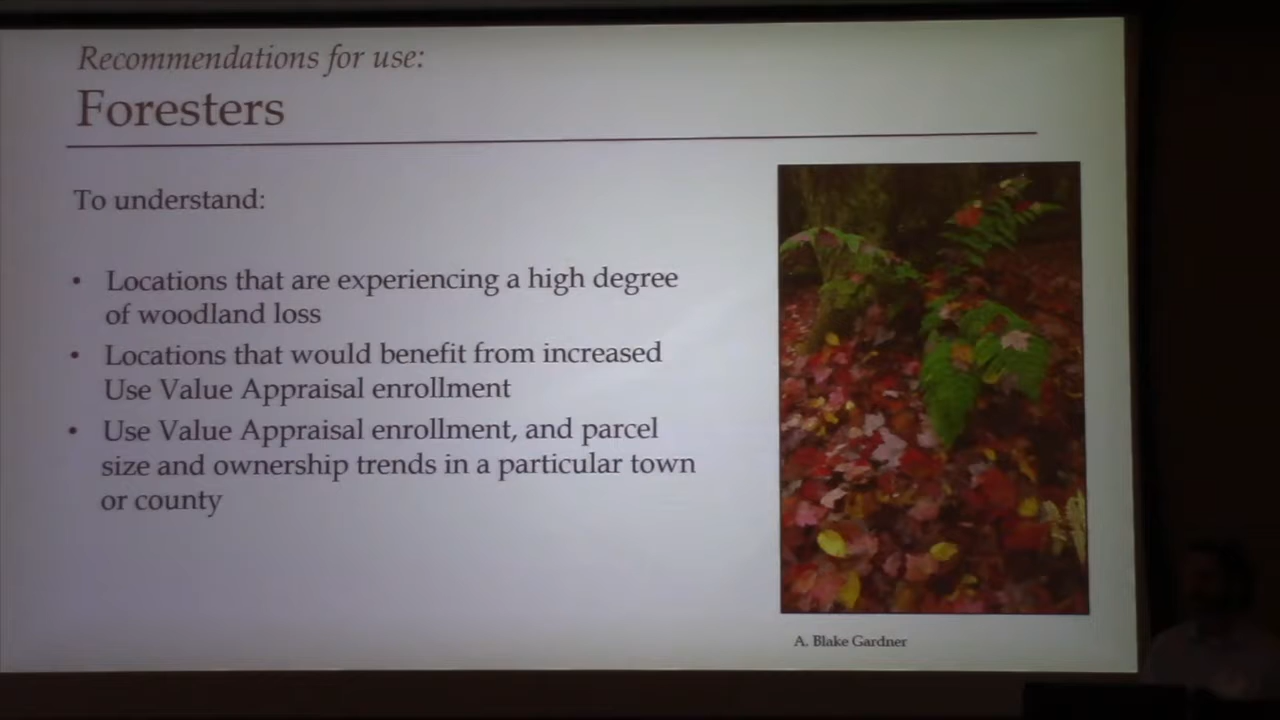 Recommendations for use:
Foresters
To understand:
• Locations that are experiencing a high degree
of woodland loss
• Locations that would benefit from increased
Use Value Appraisal enrollment
• Use Value Appraisal enrollment, and parcel
size and ownership trends in a particular town
or county
A. Blake Gardner